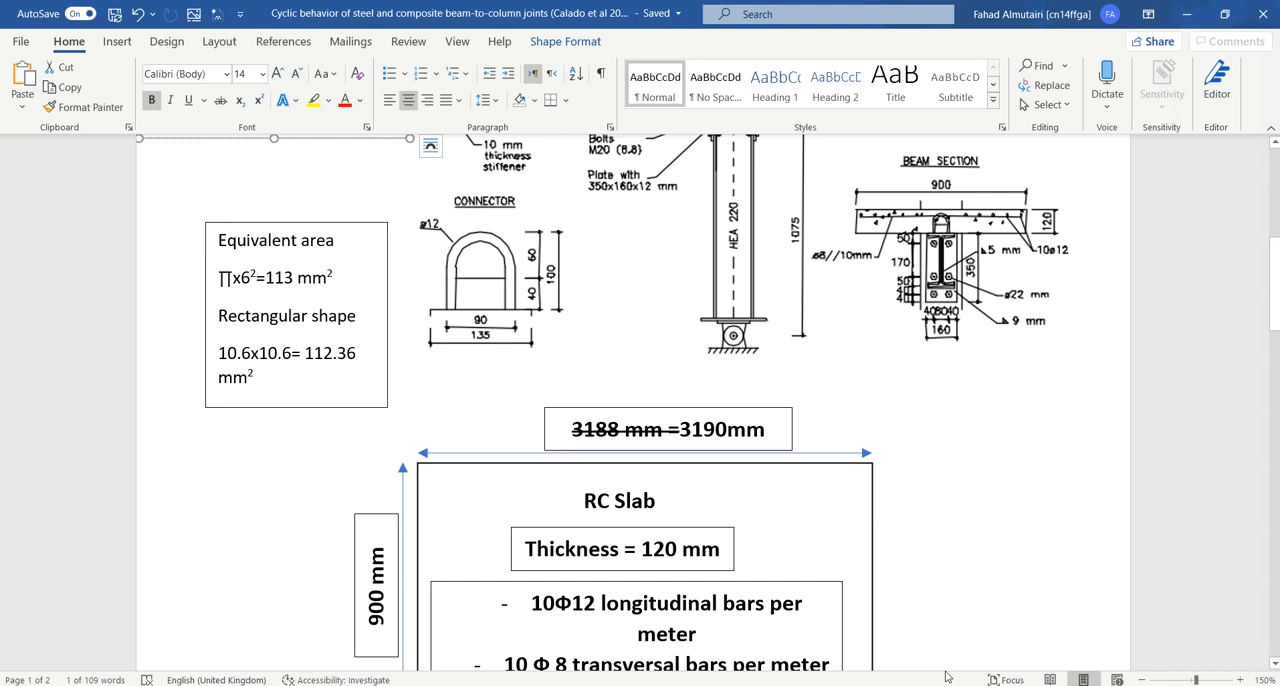 AutoSave On Cyclic behavior of steel and composite beam-to-column joints (Calado et al 20... - Saved Search Fahad Almutairi [cn14ffga] FA
File Home Insert Design Layout References Mailings Review View Help Shape Format Share Comments
Paste Cut Copy Format Painter
Calibri (Body) 14
B I U ab
AaBbCcDd AaBbCcDd AaBbCc AaBbCcD AaB AaBbCcD
¶ Normal ¶ No Spac... Heading 1 Heading 2 Title Subtitle
Find Replace Select Dictate Sensitivity Editor
Clipboard Font Paragraph Styles Editing Voice Sensitivity Editor
10 mm
thickness
stiffener
Bolts
M20 (8.8)
Plate with
350x160x12 mm
HEA 220
1075
CONNECTOR
ø12
60
40
100
90
135
BEAM SECTION
900
120
ø8//10mm
50
170
50
350
5 mm
10ø12
ø22 mm
9 mm
408040
160
Equivalent area
∏x6²=113 mm²
Rectangular shape
10.6x10.6= 112.36
mm²
3188 mm =3190mm
900 mm
RC Slab
Thickness = 120 mm
- 10Φ12 longitudinal bars per
meter
- 10 Φ 8 transversal bars per meter
Page 1 of 2 1 of 109 words English (United Kingdom) Accessibility: Investigate Focus 150%